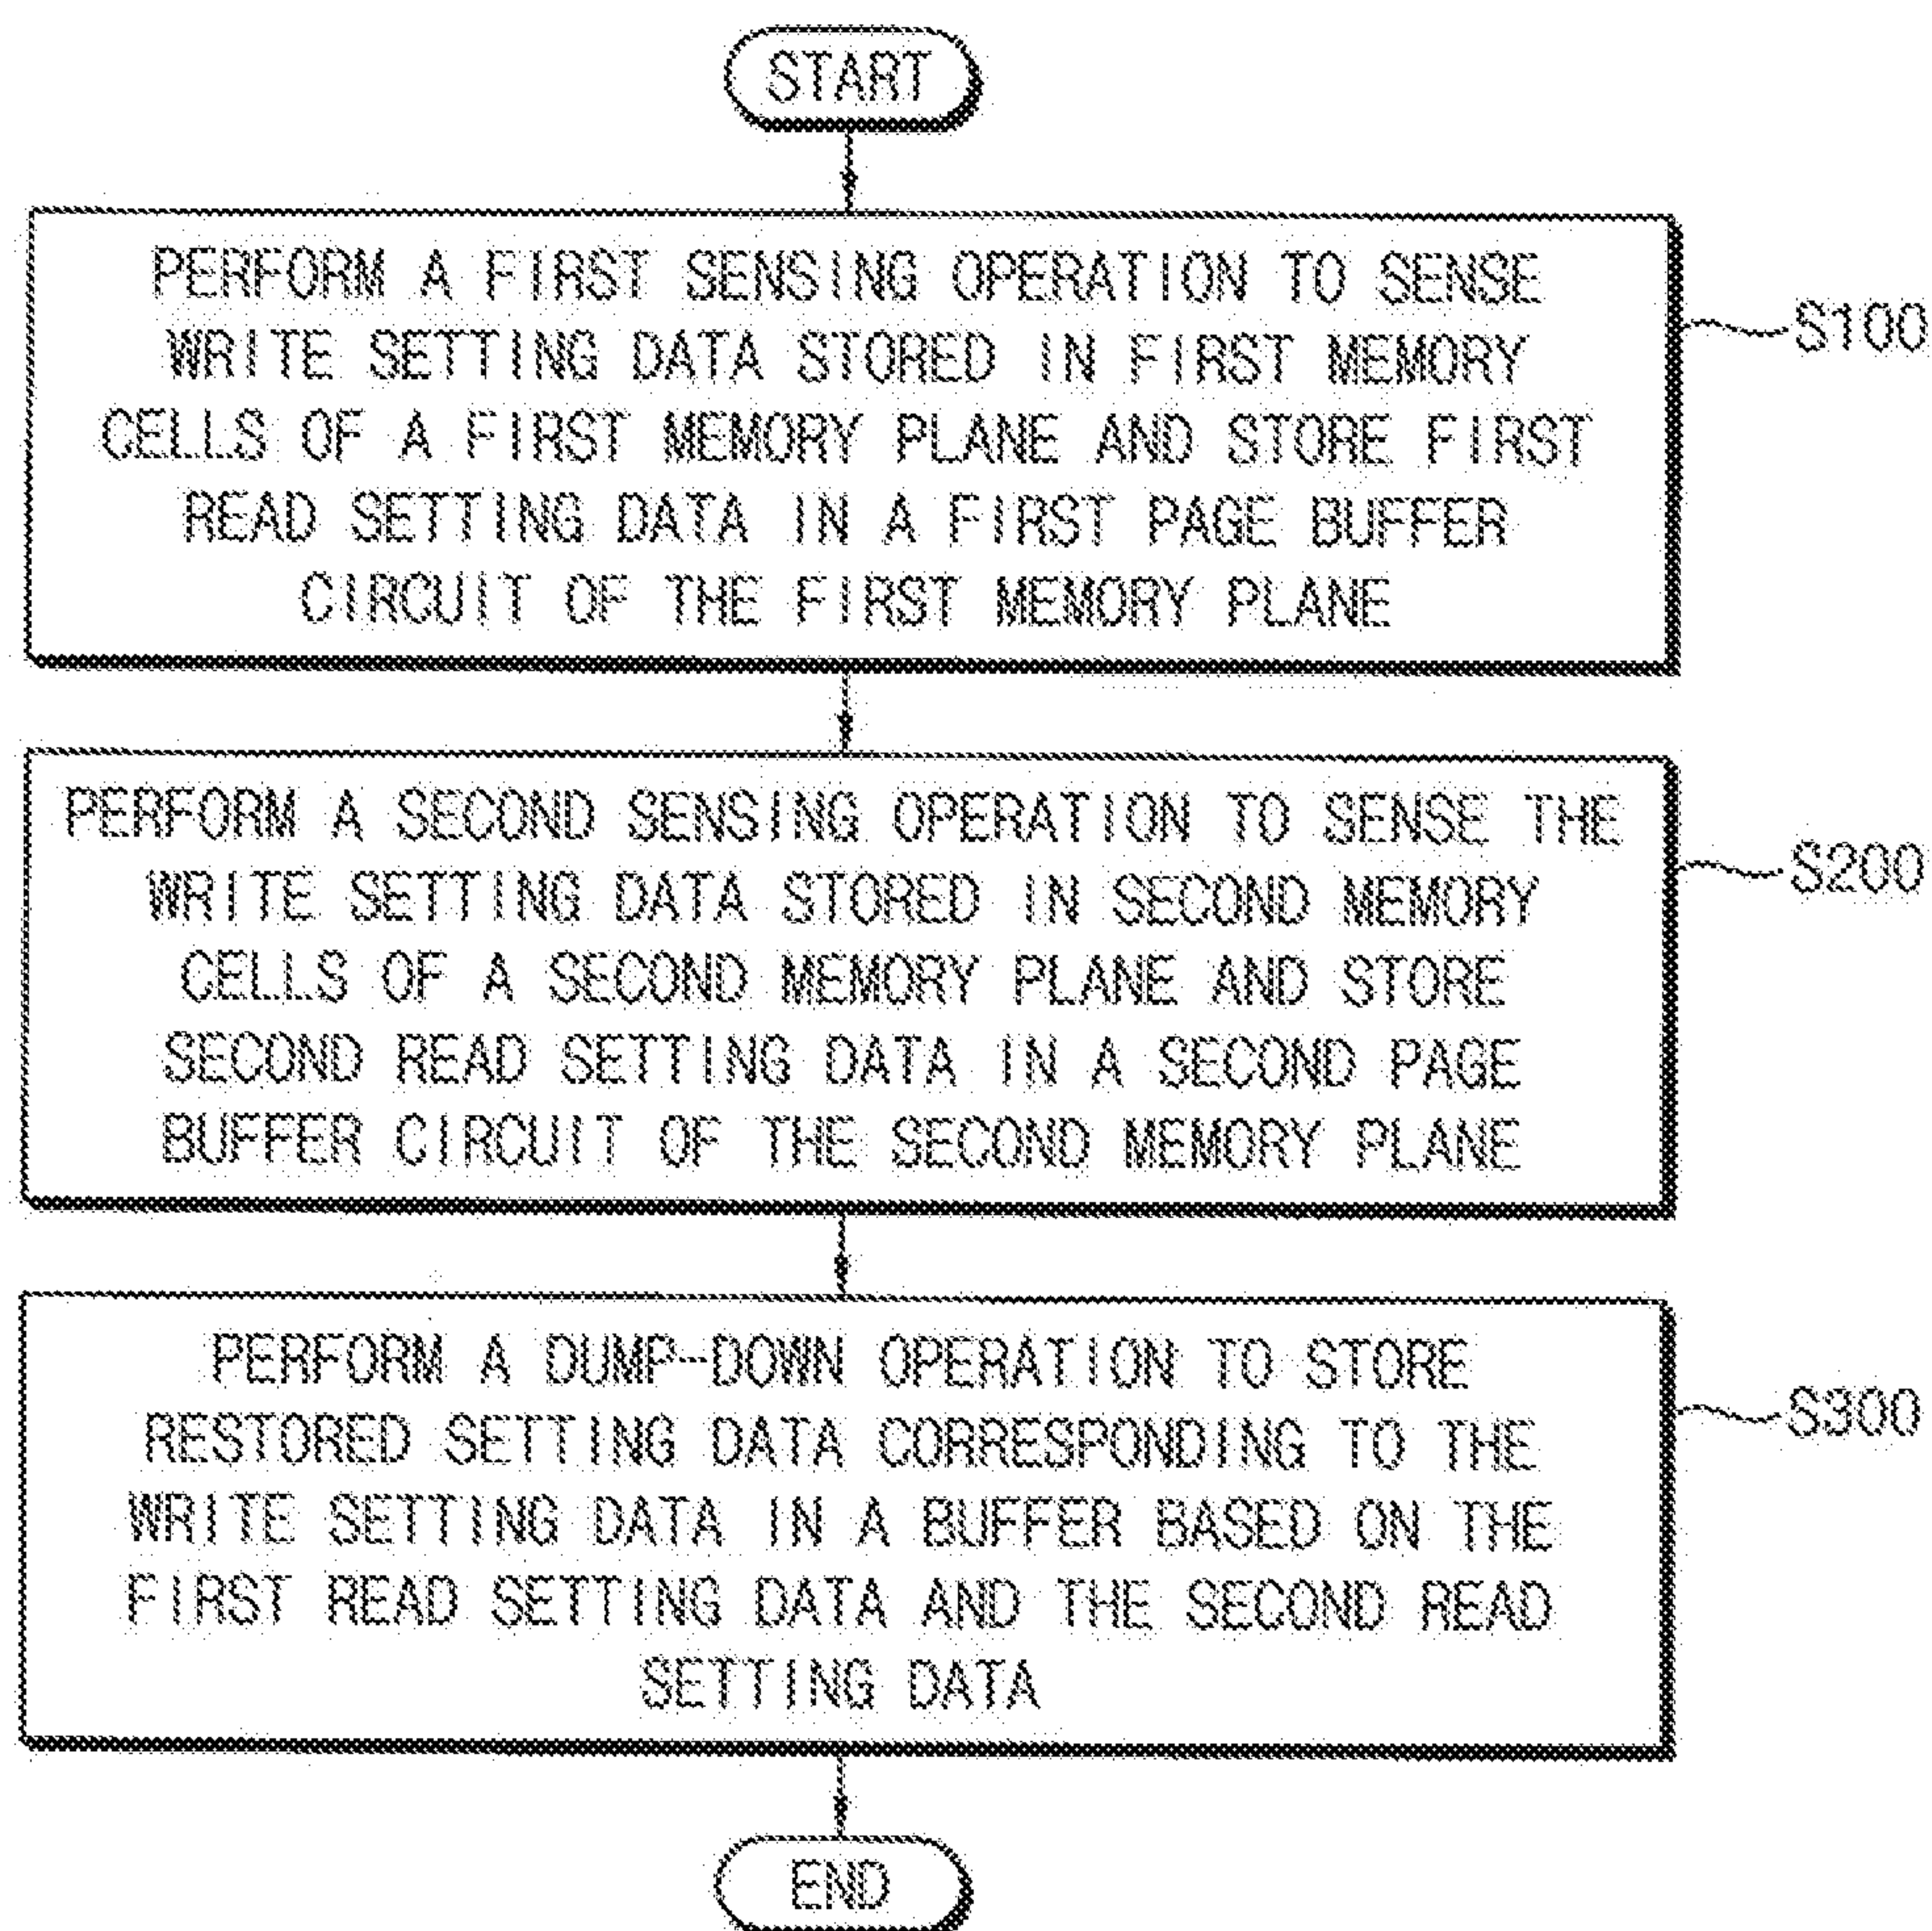 START
PERFORM A FIRST SENSING OPERATION TO SENSE
WRITE SETTING DATA STORED IN FIRST MEMORY
CELLS OF A FIRST MEMORY PLANE AND STORE FIRST
READ SETTING DATA IN A FIRST PAGE BUFFER
CIRCUIT OF THE FIRST MEMORY PLANE
S100
PERFORM A SECOND SENSING OPERATION TO SENSE THE
WRITE SETTING DATA STORED IN SECOND MEMORY
CELLS OF A SECOND MEMORY PLANE AND STORE
SECOND READ SETTING DATA IN A SECOND PAGE
BUFFER CIRCUIT OF THE SECOND MEMORY PLANE
S200
PERFORM A DUMP-DOWN OPERATION TO STORE
RESTORED SETTING DATA CORRESPONDING TO THE
WRITE SETTING DATA IN A BUFFER BASED ON THE
FIRST READ SETTING DATA AND THE SECOND READ
SETTING DATA
S300
END